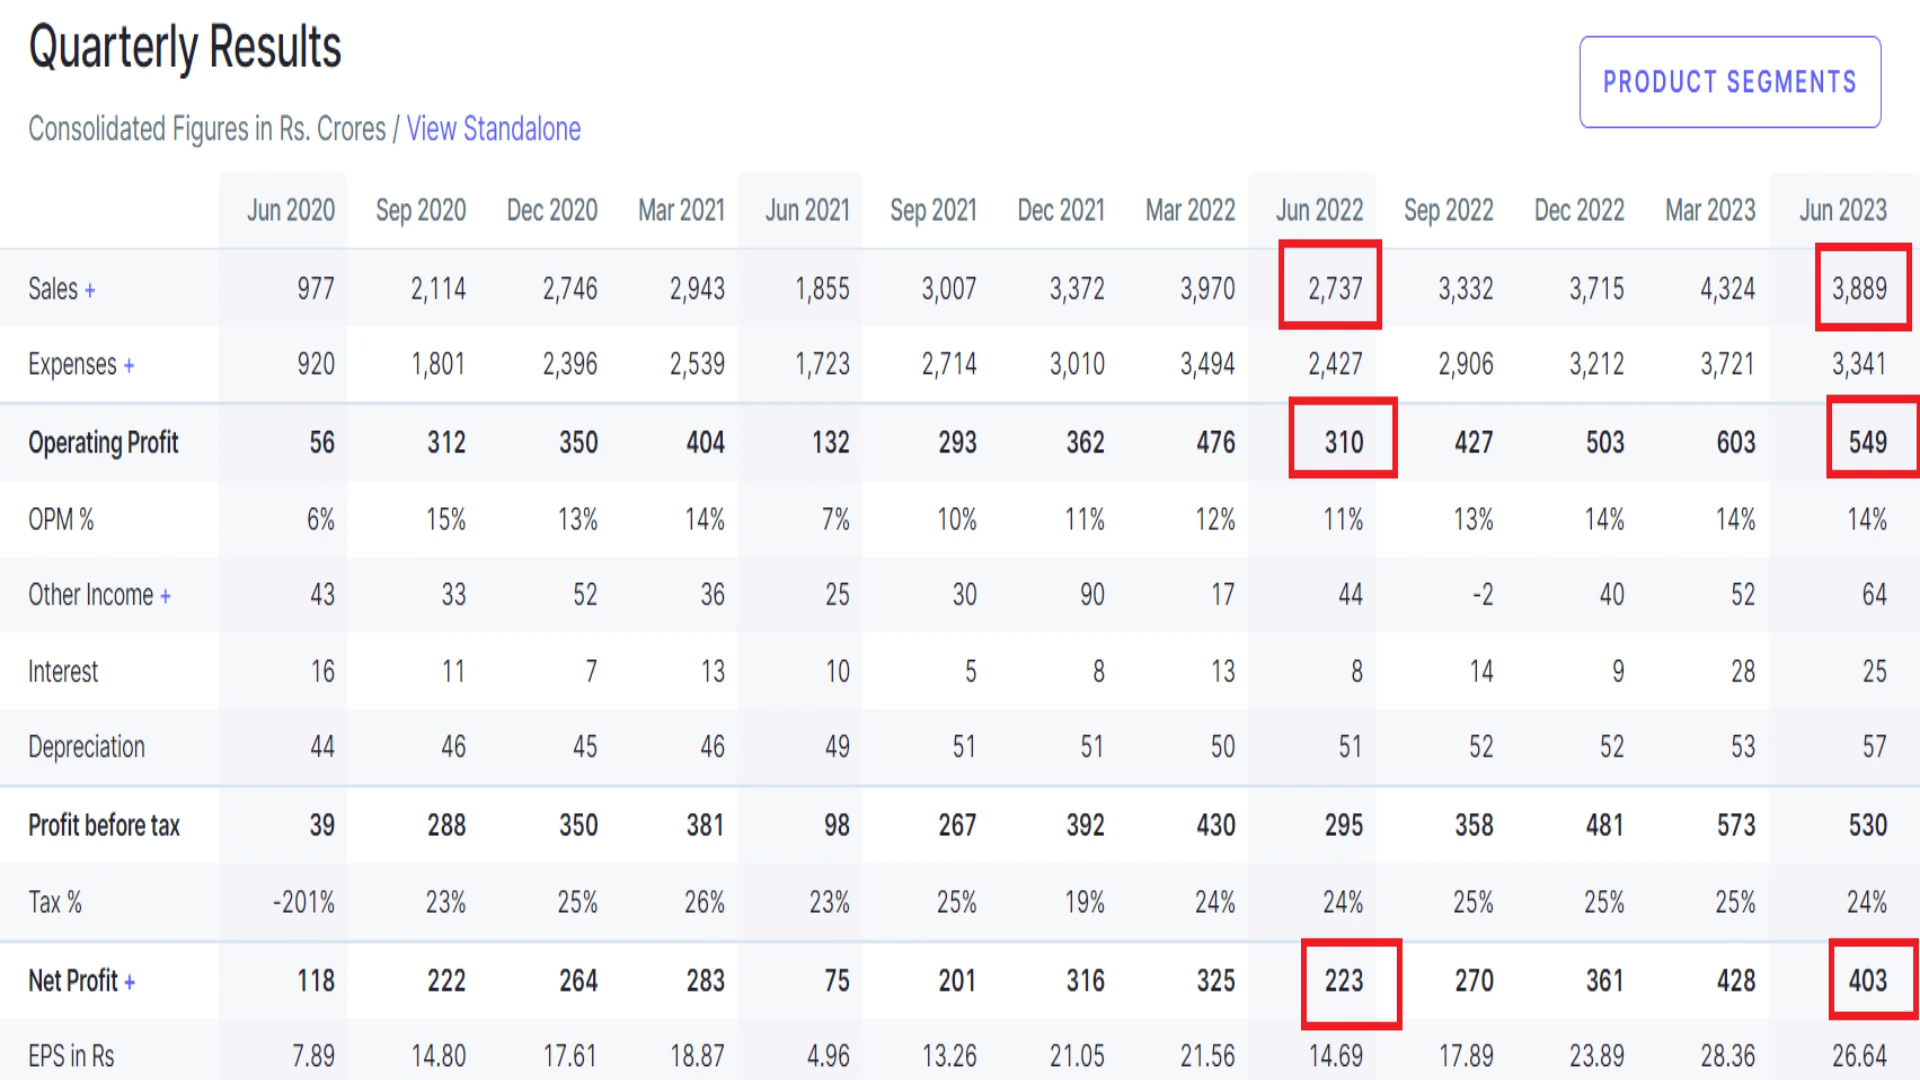 Quarterly Results
PRODUCT SEGMENTS
Consolidated Figures in Rs. Crores / View Standalone
Jun 2020 Sep 2020 Dec 2020 Mar 2021 Jun 2021 Sep 2021 Dec 2021 Mar 2022 Jun 2022 Sep 2022 Dec 2022 Mar 2023 Jun 2023
Sales + 977 2,114 2,746 2,943 1,855 3,007 3,372 3,970 2,737 3,332 3,715 4,324 3,889
Expenses + 920 1,801 2,396 2,539 1,723 2,714 3,010 3,494 2,427 2,906 3,212 3,721 3,341
Operating Profit 56 312 350 404 132 293 362 476 310 427 503 603 549
OPM % 6% 15% 13% 14% 7% 10% 11% 12% 11% 13% 14% 14% 14%
Other Income + 43 33 52 36 25 30 90 17 44 -2 40 52 64
Interest 16 11 7 13 10 5 8 13 8 14 9 28 25
Depreciation 44 46 45 46 49 51 51 50 51 52 52 53 57
Profit before tax 39 288 350 381 98 267 392 430 295 358 481 573 530
Tax % -201% 23% 25% 26% 23% 25% 19% 24% 24% 25% 25% 25% 24%
Net Profit + 118 222 264 283 75 201 316 325 223 270 361 428 403
EPS in Rs 7.89 14.80 17.61 18.87 4.96 13.26 21.05 21.56 14.69 17.89 23.89 28.36 26.64